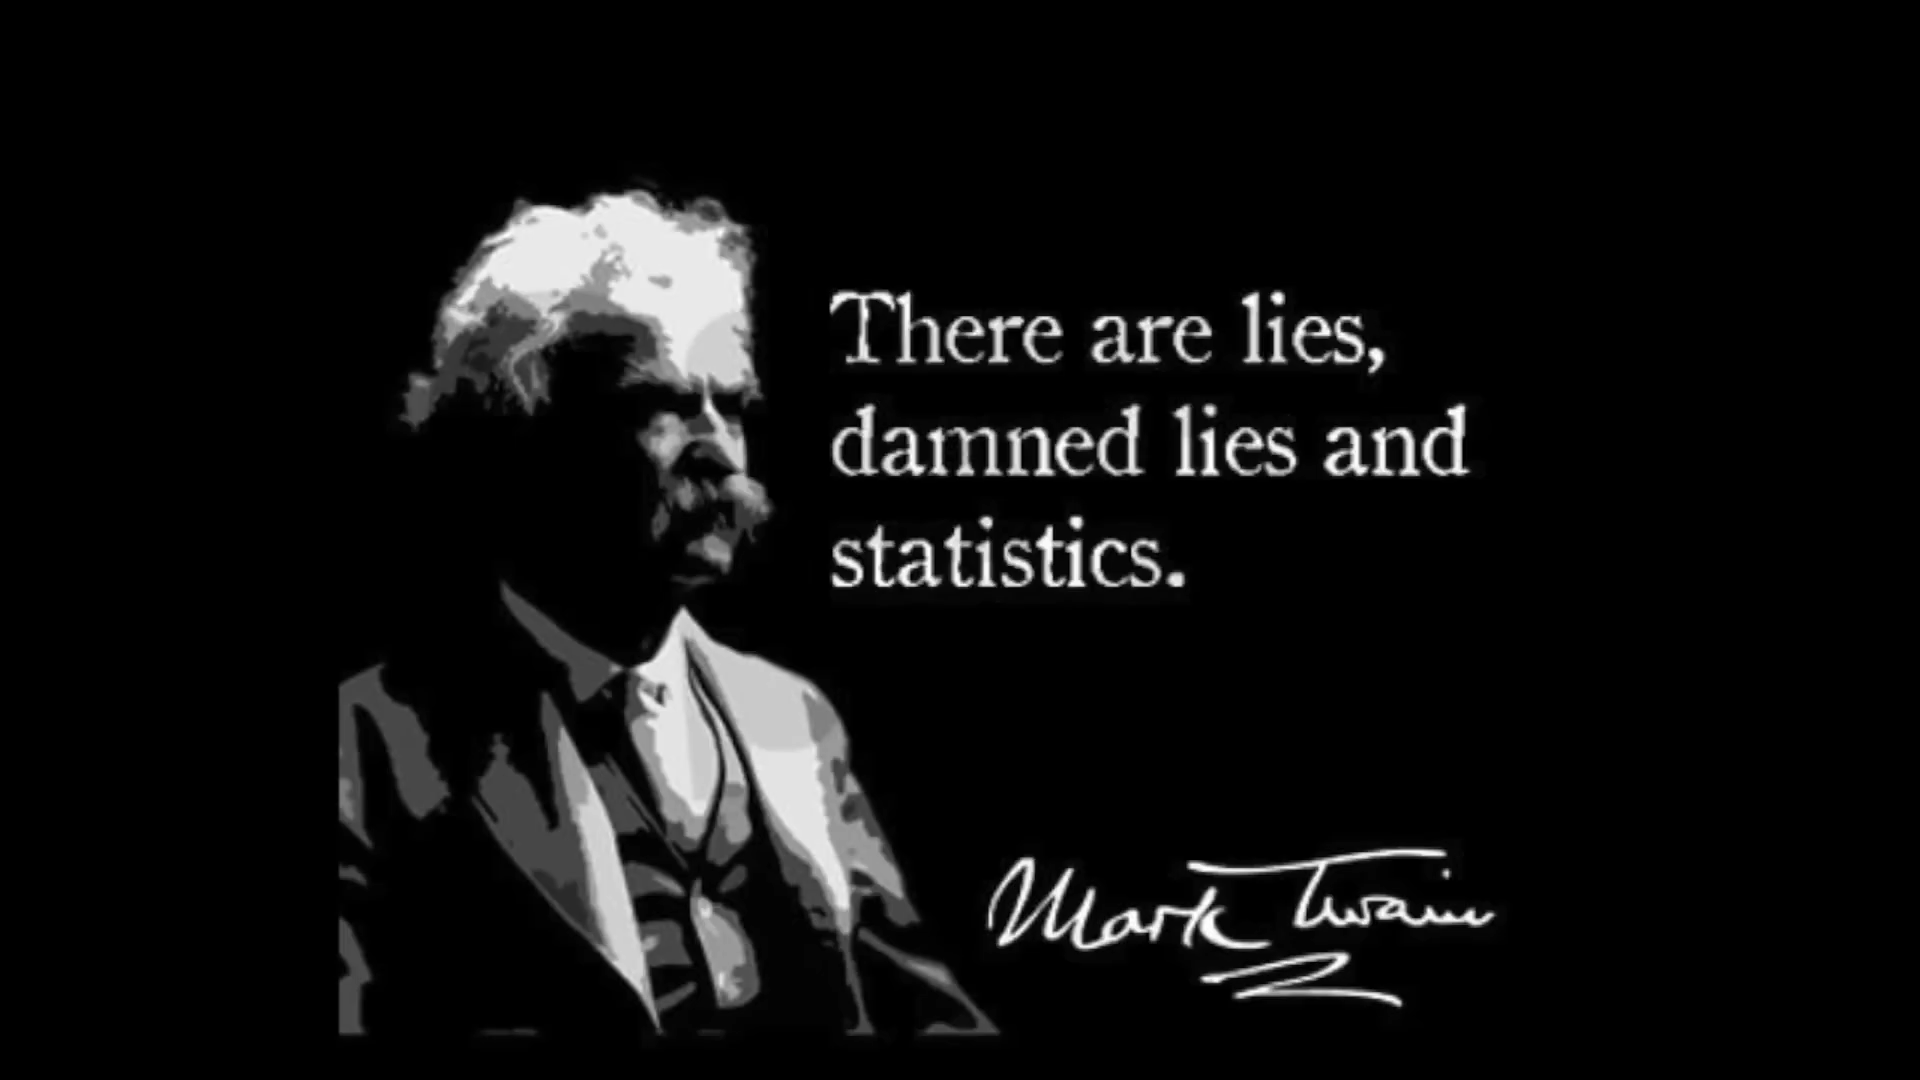 There are lies,
damned lies and
statistics.
Mark Twain